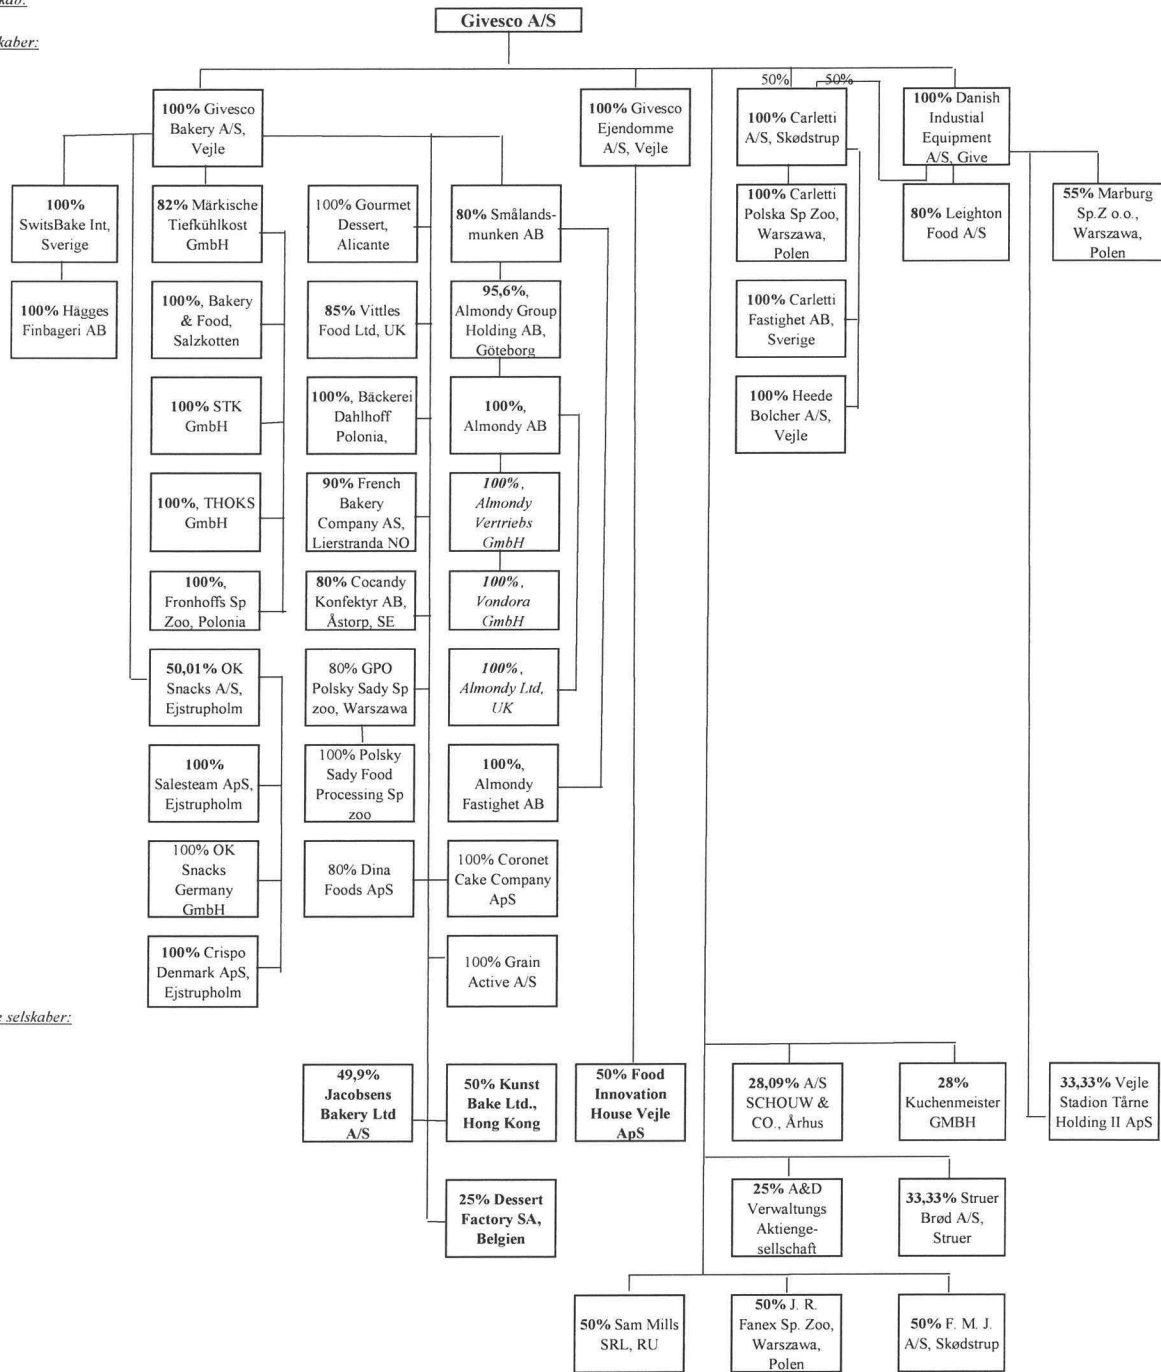 kab:
Givesco A/S
kaber:
50%
50%
100% Givesco
Bakery A/S,
Vejle
100% Givesco
Ejendomme
A/S, Vejle
100% Carletti
A/S, Skødstrup
100% Danish
Industial
Equipment
A/S, Give
100%
SwitsBake Int,
Sverige
82% Märkische
Tiefkühlkost
GmbH
100% Gourmet
Dessert,
Alicante
80% Smålands-
munken AB
100% Carletti
Polska Sp Zoo,
Warszawa,
Polen
80% Leighton
Food A/S
55% Marburg
Sp.Z o.o.,
Warszawa,
Polen
100% Hägges
Finbageri AB
100%, Bakery
& Food,
Salzkotten
85% Vittles
Food Ltd, UK
95,6%,
Almondy Group
Holding AB,
Göteborg
100% Carletti
Fastighet AB,
Sverige
100% STK
GmbH
100%, Bäckerei
Dahlhoff
Polonia,
100%,
Almondy AB
100% Heede
Bolcher A/S,
Vejle
100%, THOKS
GmbH
90% French
Bakery
Company AS,
Lierstranda NO
100%,
Almondy
Vertriebs
GmbH
100%,
Fronhoffs Sp
Zoo, Polonia
80% Cocandy
Konfektyr AB,
Åstorp, SE
100%,
Vondora
GmbH
50,01% OK
Snacks A/S,
Ejstrupholm
80% GPO
Polsky Sady Sp
zoo, Warszawa
100%,
Almondy Ltd,
UK
100%
Salesteam ApS,
Ejstrupholm
100% Polsky
Sady Food
Processing Sp
zoo
100%,
Almondy
Fastighet AB
100% OK
Snacks
Germany
GmbH
80% Dina
Foods ApS
100% Coronet
Cake Company
ApS
100% Crispo
Denmark ApS,
Ejstrupholm
100% Grain
Active A/S
e selskaber:
49,9%
Jacobsens
Bakery Ltd
A/S
50% Kunst
Bake Ltd.,
Hong Kong
50% Food
Innovation
House Vejle
ApS
28,09% A/S
SCHOUW &
CO., Århus
28%
Kuchenmeister
GMBH
33,33% Vejle
Stadion Tårne
Holding II ApS
25% Dessert
Factory SA,
Belgien
25% A&D
Verwaltungs
Aktienge-
sellschaft
33,33% Struer
Brød A/S,
Struer
50% Sam Mills
SRL, RU
50% J. R.
Fanex Sp. Zoo,
Warszawa,
Polen
50% F. M. J.
A/S, Skødstrup